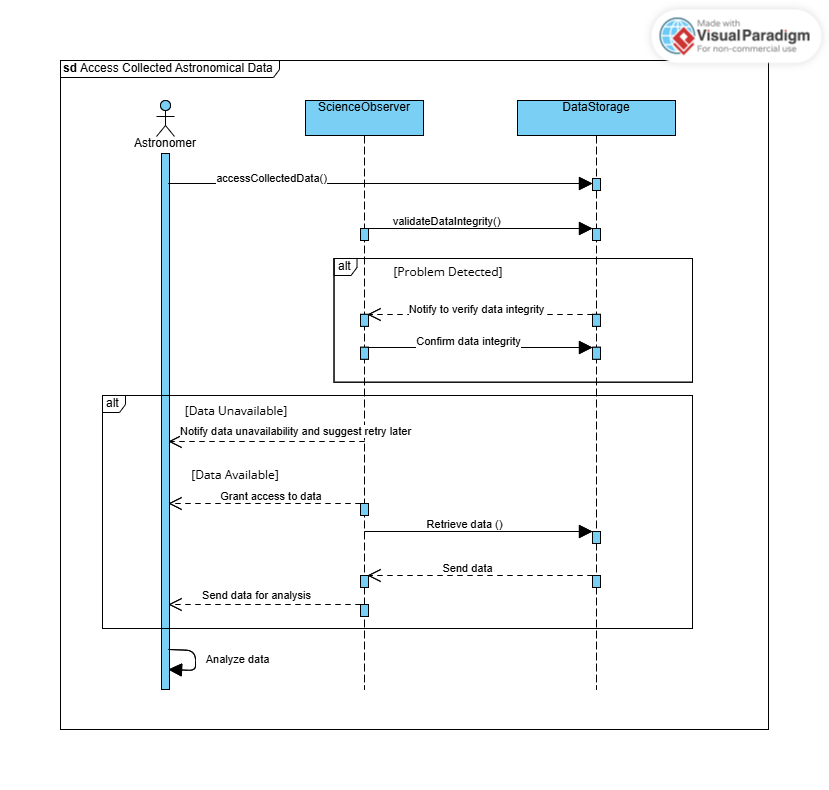 Made with
VisualParadigm
For non-commercial use
sd Access Collected Astronomical Data
ScienceObserver
DataStorage
Astronomer
accessCollectedData()
validateDataIntegrity()
alt
[Problem Detected]
Notify to verify data integrity
Confirm data integrity
alt
[Data Unavailable]
Notify data unavailability and suggest retry later
[Data Available]
Grant access to data
Retrieve data ()
Send data
Send data for analysis
Analyze data